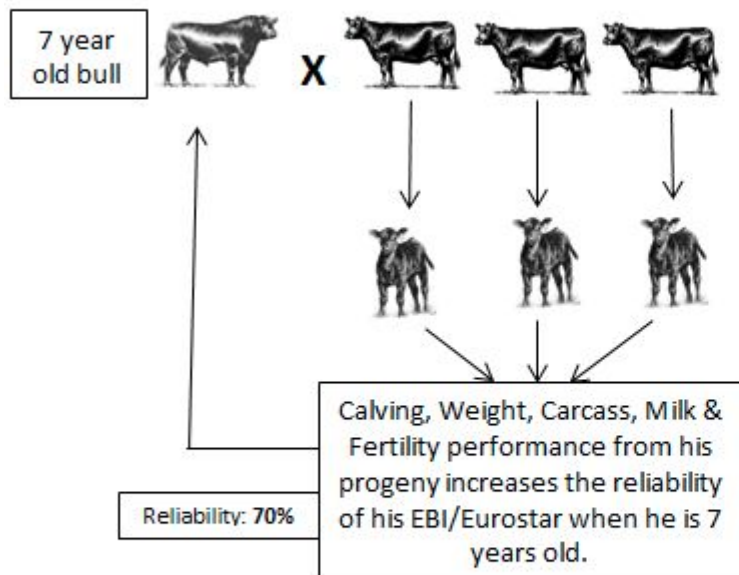 7 year
old bull
X
Calving, Weight, Carcass, Milk &
Fertility performance from his
progeny increases the reliability
of his EBI/Eurostar when he is 7
years old.
Reliability: 70%